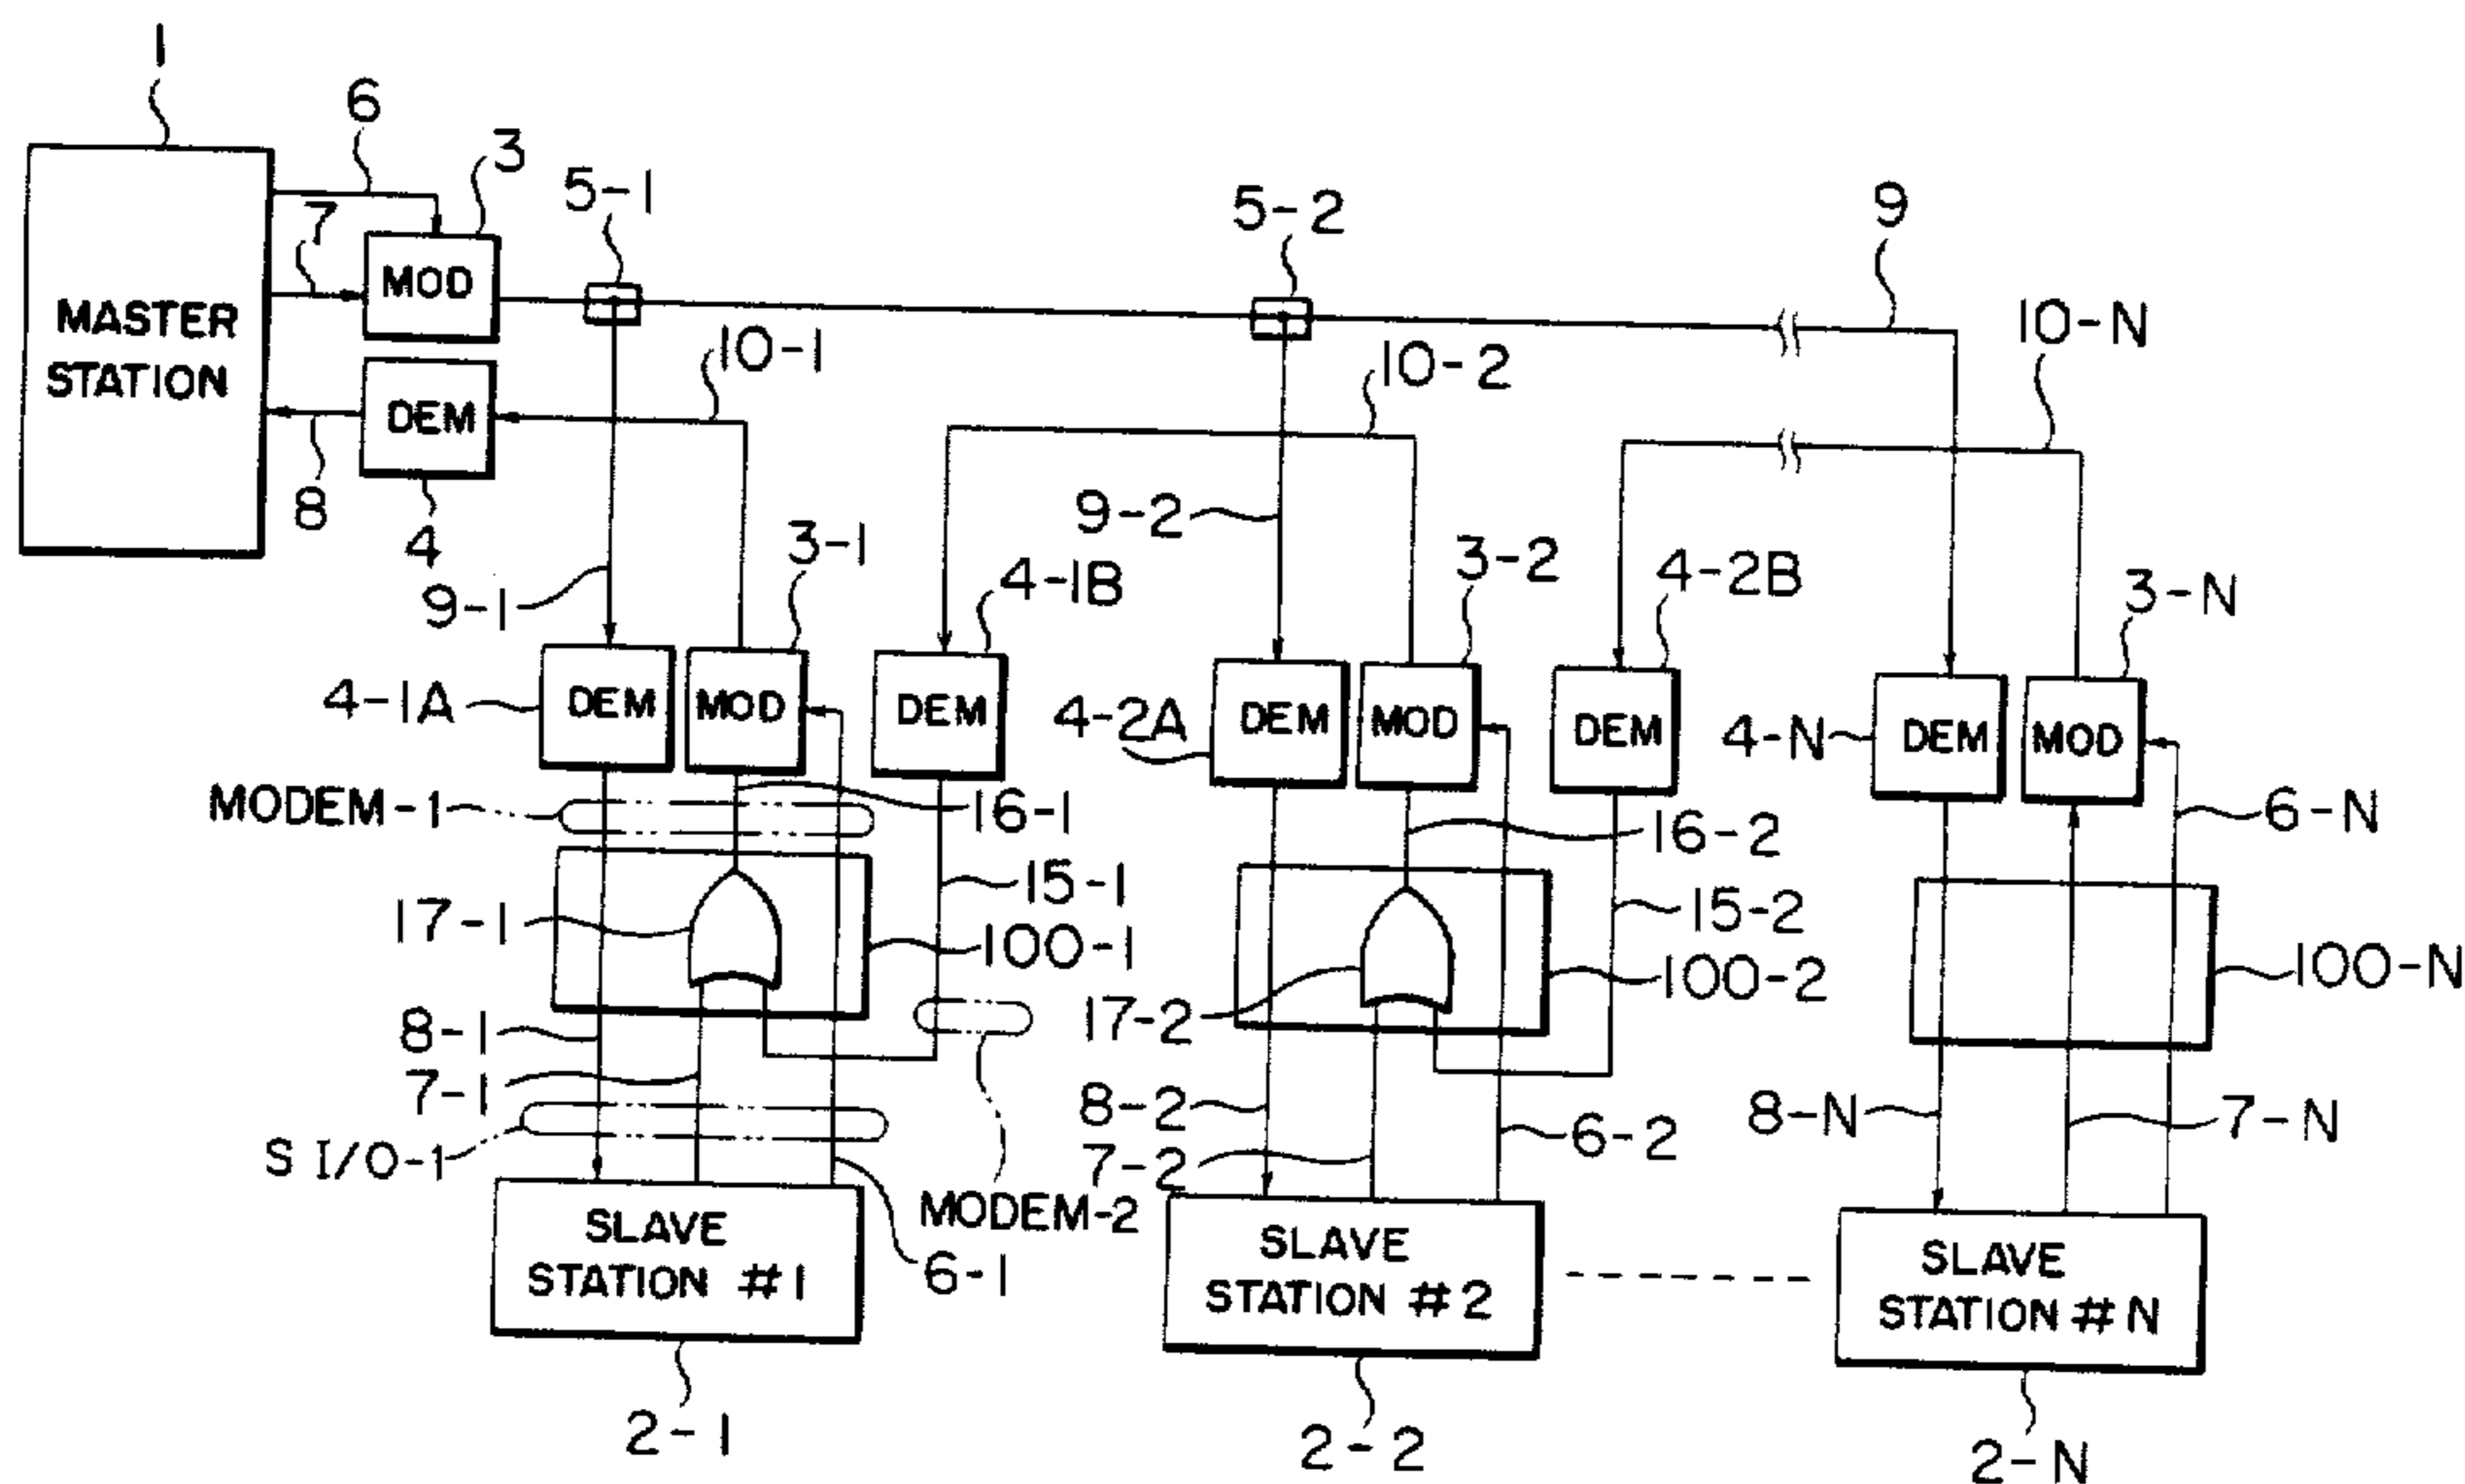 1
6
3
5-1
5-2
9
7
MOD
MASTER
STATION
10-N
10-1
10-2
DEM
8
4
9-2
3-1
4-1B
3-2
4-2B
3-N
9-1
4-1A
DEM
MOD
DEM
4-2A
DEM
MOD
DEM
4-N
DEM
MOD
MODEM-1
16-1
16-2
6-N
15-1
15-2
17-1
100-1
100-2
100-N
17-2
8-1
7-1
8-2
7-2
6-2
8-N
7-N
S I/O-1
MODEM-2
6-1
SLAVE
STATION #1
SLAVE
STATION #2
SLAVE
STATION #N
2-1
2-2
2-N